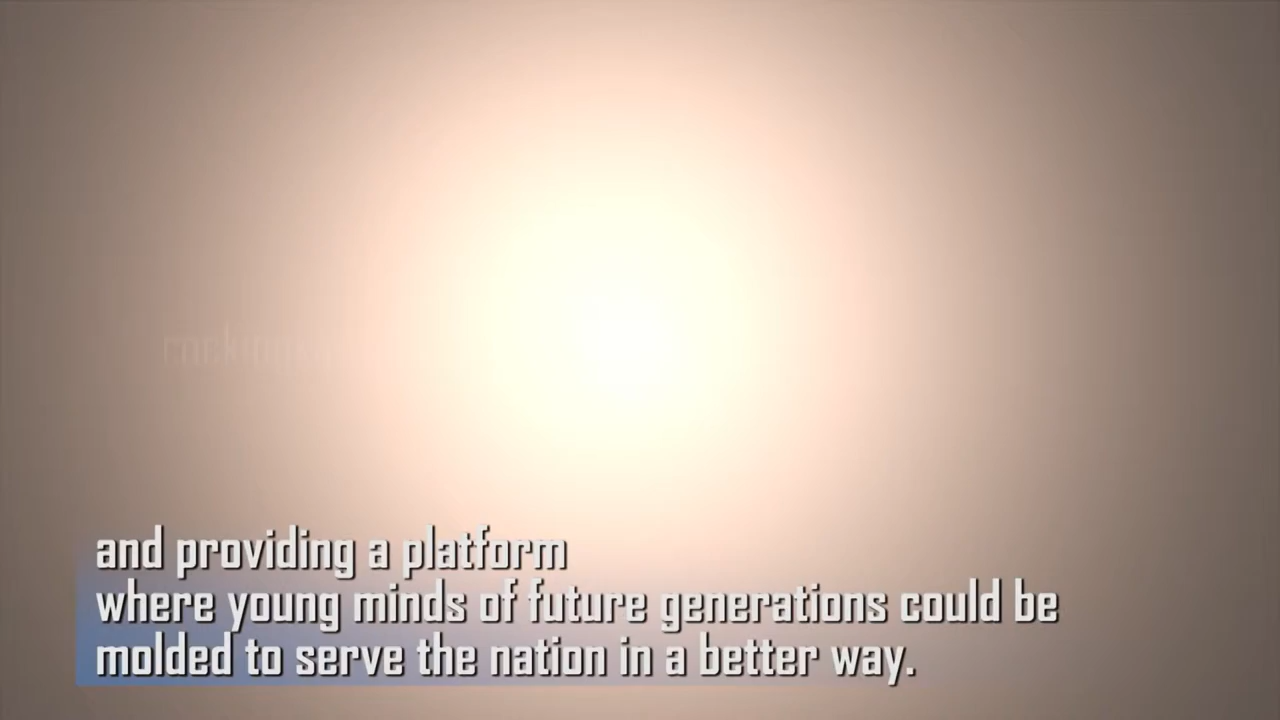 and providing a platform
where young minds of future generations could be
molded to serve the nation in a better way.